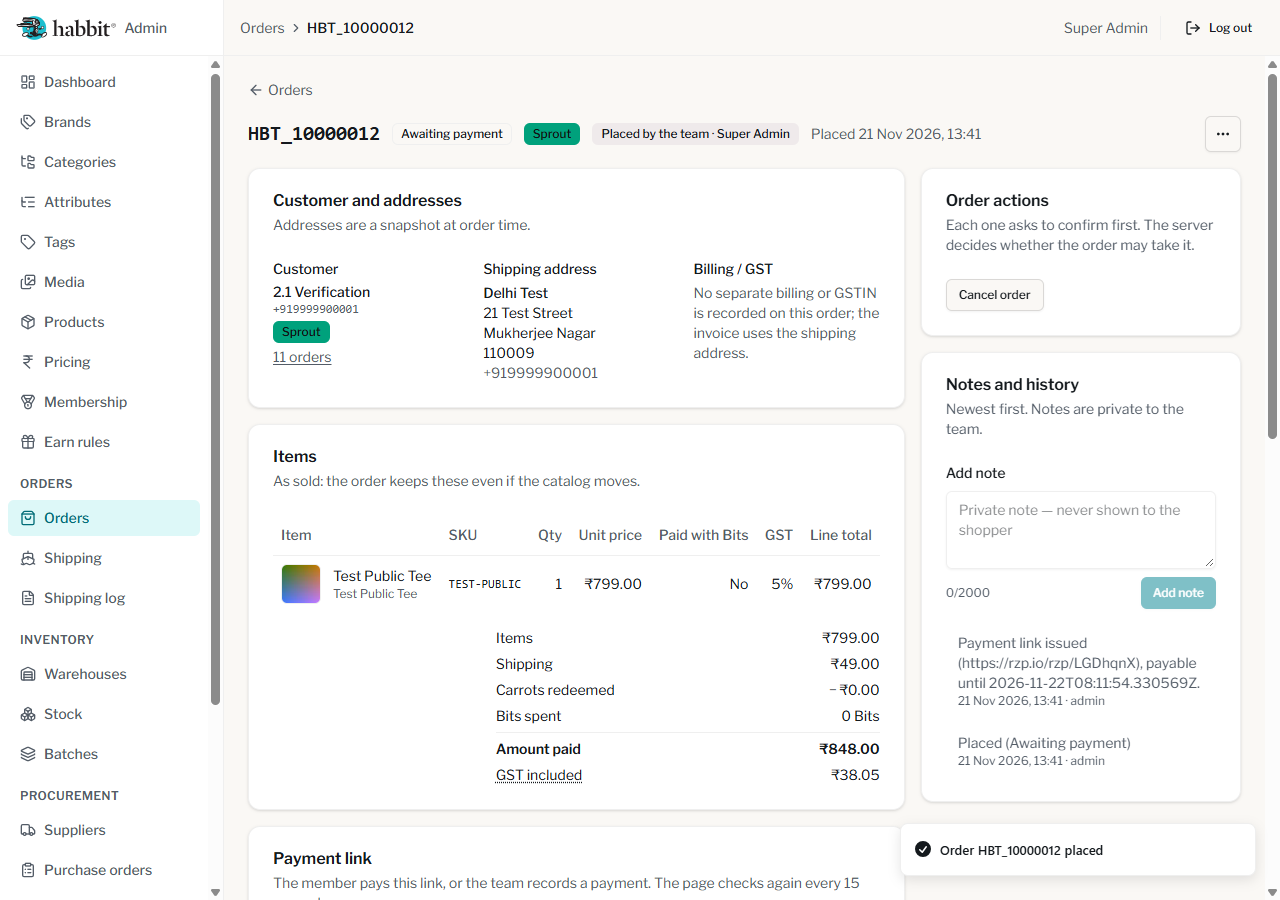 habbit® Admin
Orders > HBT_10000012
Super Admin
Log out
Dashboard
Brands
Categories
Attributes
Tags
Media
Products
Pricing
Membership
Earn rules
ORDERS
Orders
Shipping
Shipping log
INVENTORY
Warehouses
Stock
Batches
PROCUREMENT
Suppliers
Purchase orders
← Orders
HBT_10000012 Awaiting payment Sprout Placed by the team · Super Admin Placed 21 Nov 2026, 13:41
Customer and addresses
Addresses are a snapshot at order time.
Customer
2.1 Verification
+919999900001
Sprout
11 orders
Shipping address
Delhi Test
21 Test Street
Mukherjee Nagar
110009
+919999900001
Billing / GST
No separate billing or GSTIN
is recorded on this order; the
invoice uses the shipping
address.
Items
As sold: the order keeps these even if the catalog moves.
Item SKU Qty Unit price Paid with Bits GST Line total
Test Public Tee TEST-PUBLIC 1 ₹799.00 No 5% ₹799.00
Test Public Tee
Items ₹799.00
Shipping ₹49.00
Carrots redeemed −₹0.00
Bits spent 0 Bits
Amount paid ₹848.00
GST included ₹38.05
Payment link
The member pays this link, or the team records a payment. The page checks again every 15
Order actions
Each one asks to confirm first. The server
decides whether the order may take it.
Cancel order
Notes and history
Newest first. Notes are private to the
team.
Add note
Private note — never shown to the
shopper
0/2000
Add note
Payment link issued
(https://rzp.io/rzp/LGDhqnX), payable
until 2026-11-22T08:11:54.330569Z.
21 Nov 2026, 13:41 · admin
Placed (Awaiting payment)
21 Nov 2026, 13:41 · admin
Order HBT_10000012 placed